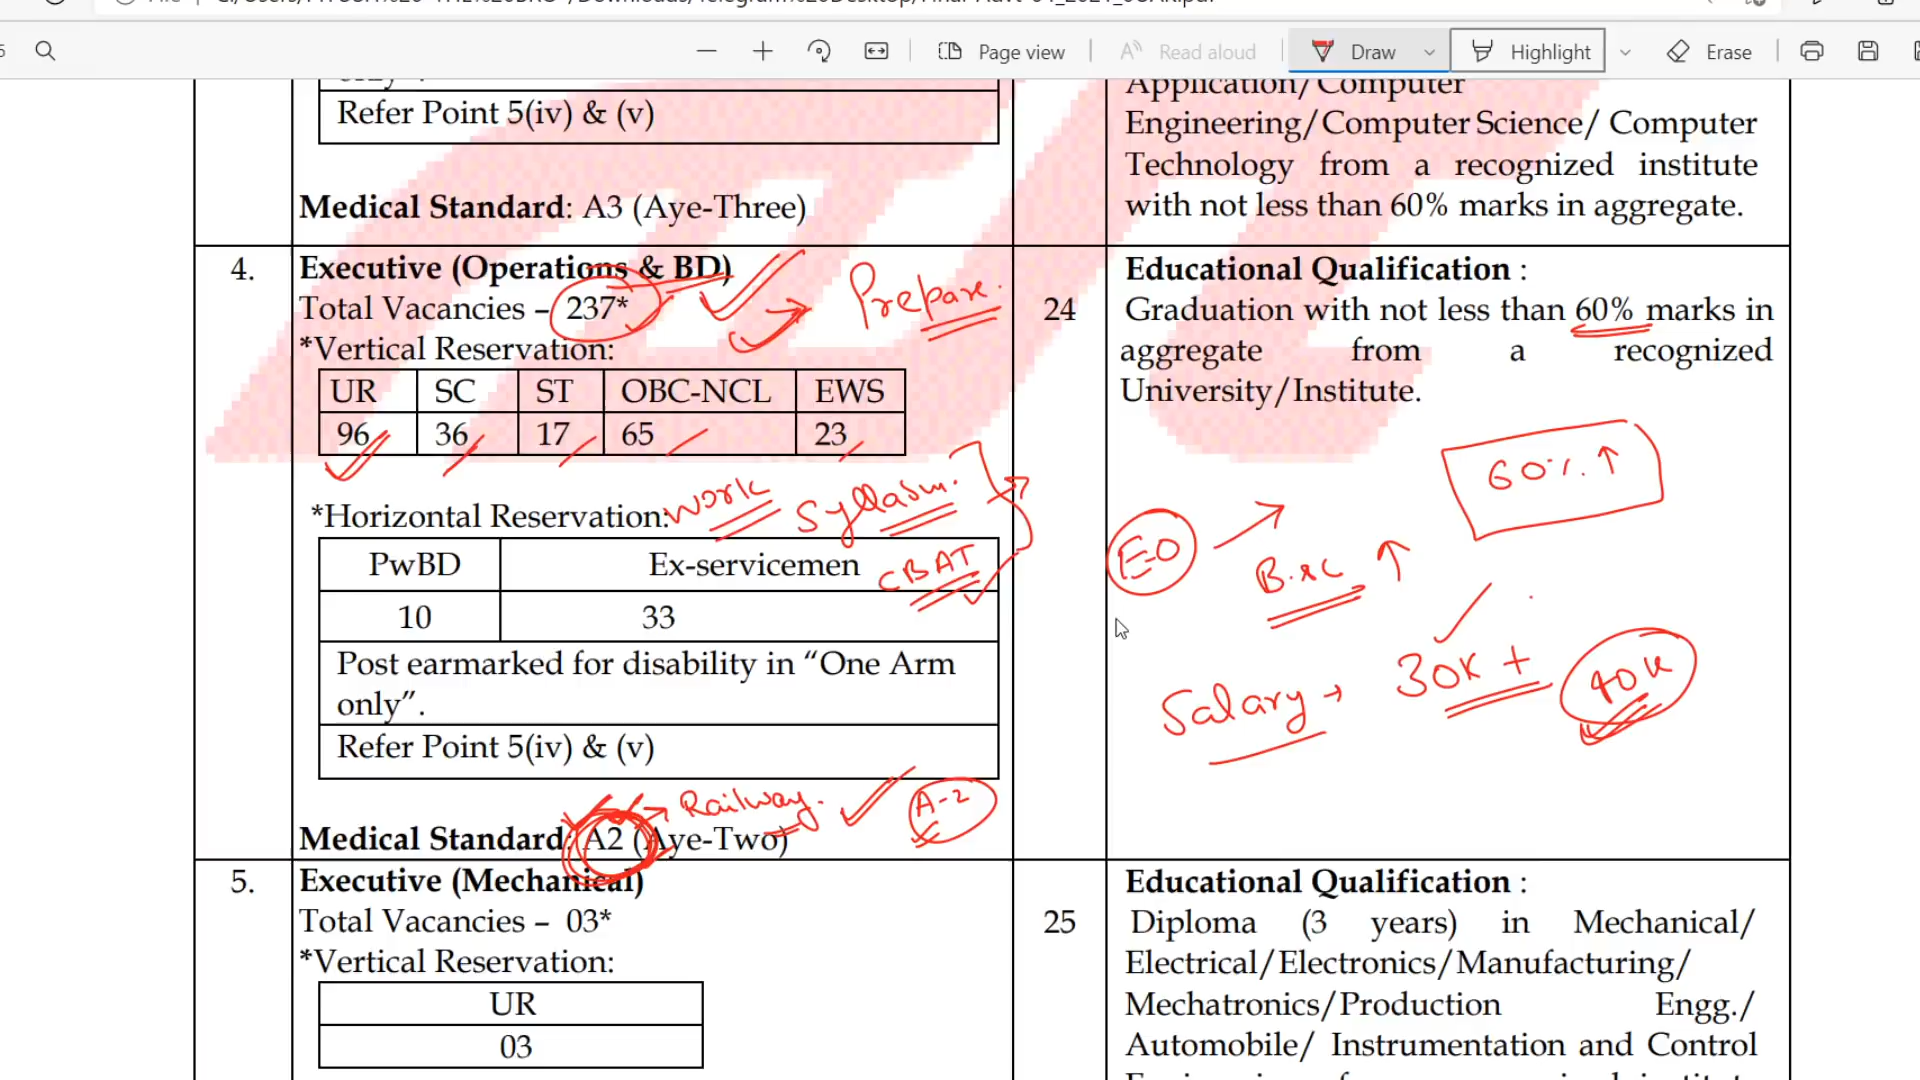 Page view
Read aloud
Draw
Highlight
Erase
Refer Point 5(iv) & (v)
Medical Standard: A3 (Aye-Three)
Application/Computer
Engineering/Computer Science/ Computer
Technology from a recognized institute
with not less than 60% marks in aggregate.
4.
Executive (Operations & BD)
Total Vacancies – 237*
Prepare.
*Vertical Reservation:
UR SC ST OBC-NCL EWS
96 36 17 65 23
*Horizontal Reservation:
Work
CBAT
PwBD Ex-servicemen
10 33
Post earmarked for disability in “One Arm
only”.
Refer Point 5(iv) & (v)
Railway.
A-2
Medical Standard: A2 (Aye-Two)
24
Educational Qualification :
Graduation with not less than 60% marks in
aggregate from a recognized
University/Institute.
60% ↑
EO → B.sc ↑
Salary → 30K + 40K
5.
Executive (Mechanical)
Total Vacancies – 03*
*Vertical Reservation:
UR
03
25
Educational Qualification :
Diploma (3 years) in Mechanical/
Electrical/Electronics/Manufacturing/
Mechatronics/Production Engg./
Automobile/ Instrumentation and Control